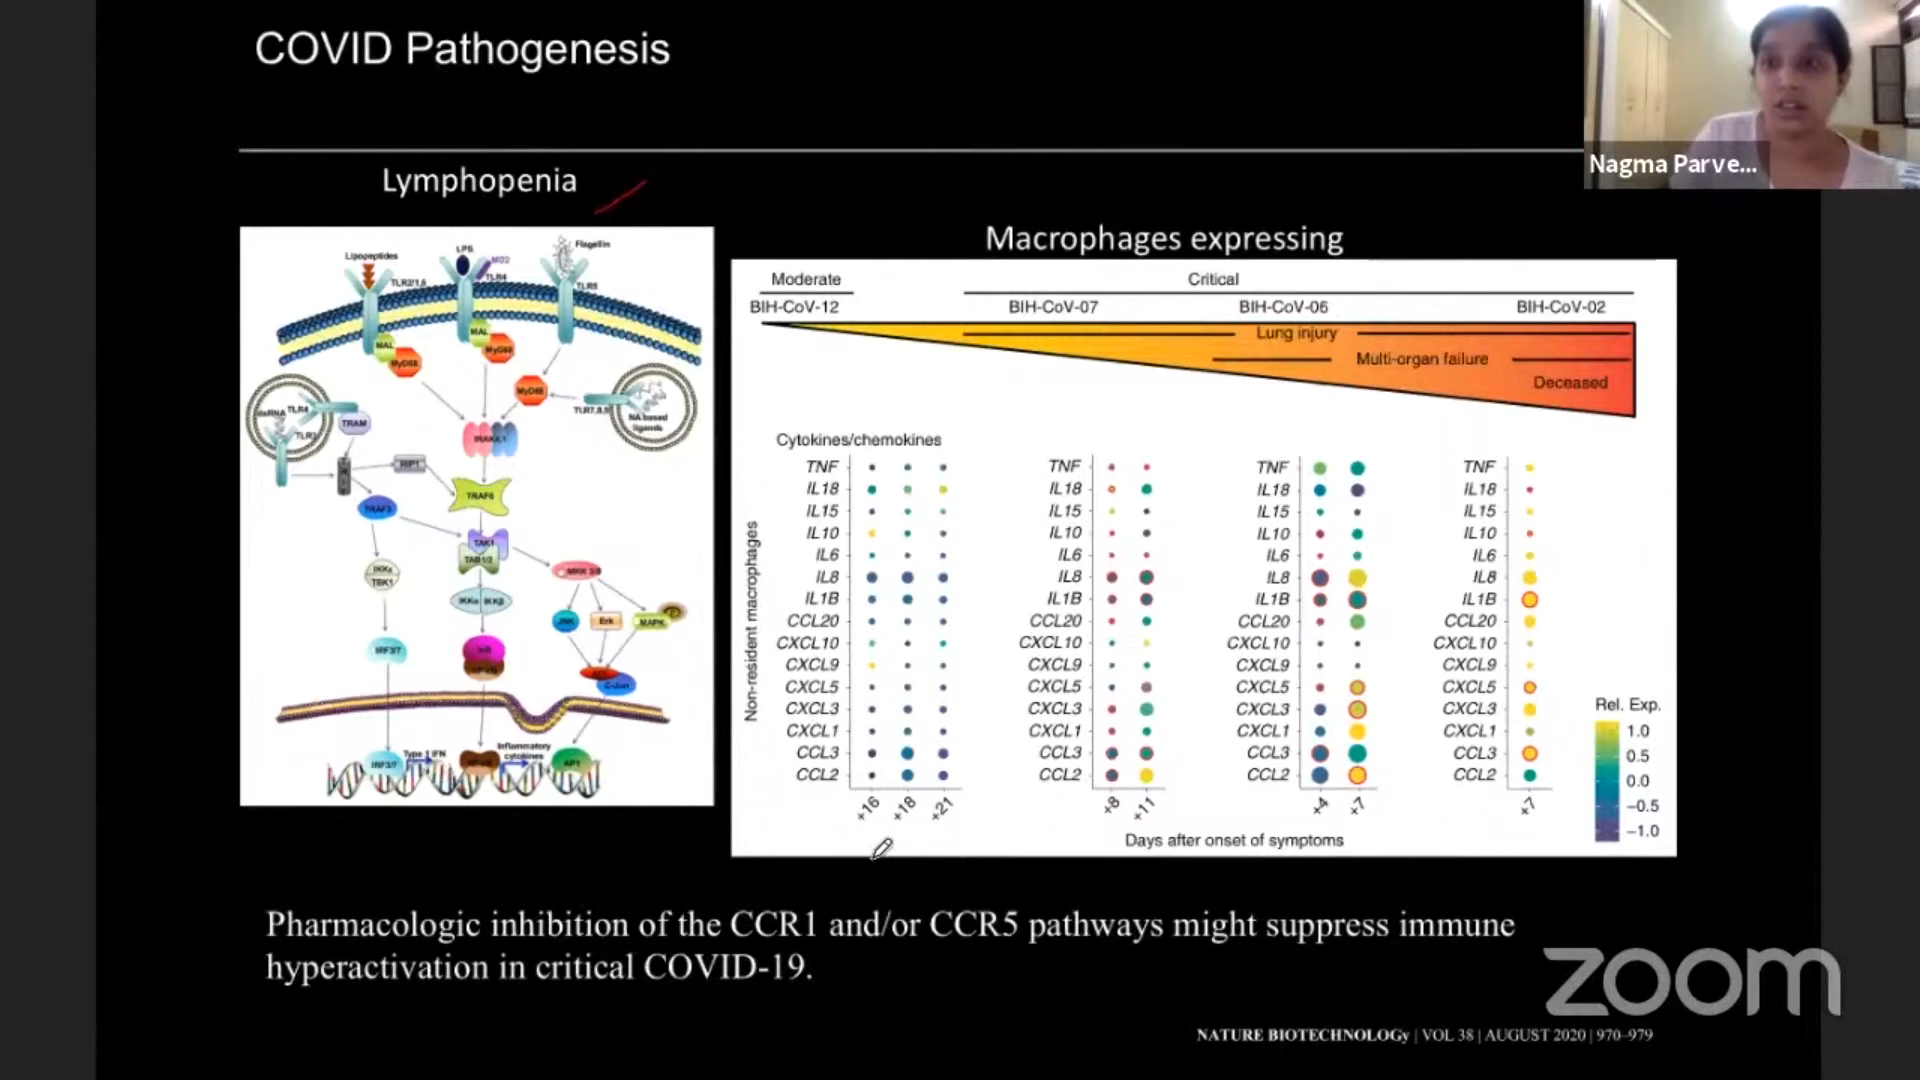 COVID Pathogenesis
Nagma Parve...
Lymphopenia
Macrophages expressing
Lipopeptides
LPS
MD2
Flagellin
TLR2/1,6
TLR4
TLR5
MAL
MyD88
MAL
MyD88
MyD88
dsRNA
TLR4
TLR3
TRAM
TLR7,8,9
NA based
ligands
IRAK4,1
RIP1
TRAF6
TRAF3
TAK1
TAB1/2
IKKε
TBK1
MKK 3/6
IKKα IKKβ
JNK
Erk
MAPK
IRF3/7
IκB
C-Jun
Type 1 IFN
Inflammatory
cytokines
IRF3/7
AP1
Moderate
Critical
BIH-CoV-12
BIH-CoV-07
BIH-CoV-06
BIH-CoV-02
Lung injury
Multi-organ failure
Deceased
Cytokines/chemokines
Non-resident macrophages
TNF TNF TNF TNF
IL18 IL18 IL18 IL18
IL15 IL15 IL15 IL15
IL10 IL10 IL10 IL10
IL6 IL6 IL6 IL6
IL8 IL8 IL8 IL8
IL1B IL1B IL1B IL1B
CCL20 CCL20 CCL20 CCL20
CXCL10 CXCL10 CXCL10 CXCL10
CXCL9 CXCL9 CXCL9 CXCL9
CXCL5 CXCL5 CXCL5 CXCL5
CXCL3 CXCL3 CXCL3 CXCL3
CXCL1 CXCL1 CXCL1 CXCL1
CCL3 CCL3 CCL3 CCL3
CCL2 CCL2 CCL2 CCL2
+16 +18 +21 +8 +11 +4 +7 +7
Days after onset of symptoms
Rel. Exp.
1.0
0.5
0.0
−0.5
−1.0
Pharmacologic inhibition of the CCR1 and/or CCR5 pathways might suppress immune
hyperactivation in critical COVID-19.
zoom
NATURE BIOTECHNOLOGy | VOL 38 | AUGUST 2020 | 970–979